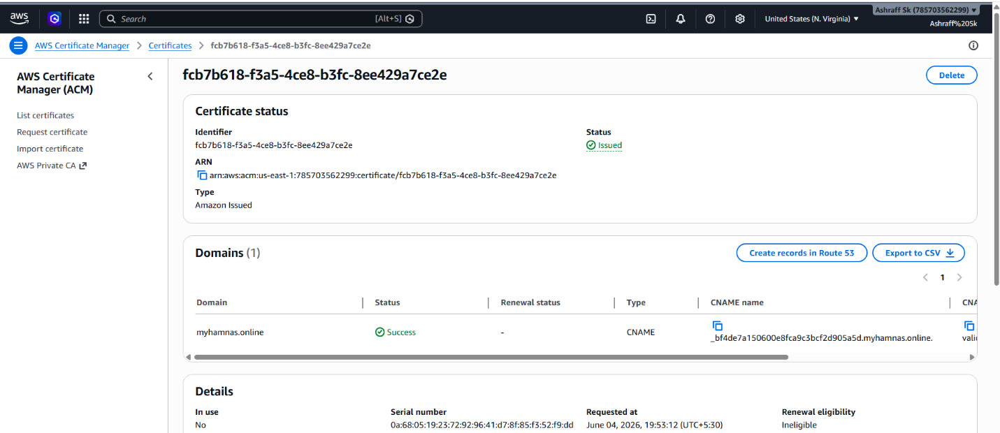 aws
Search [Alt+S]
United States (N. Virginia)
Ashraff Sk (785703562299)
Ashraff%20Sk
AWS Certificate Manager
Certificates
fcb7b618-f3a5-4ce8-b3fc-8ee429a7ce2e
AWS Certificate
Manager (ACM)
List certificates
Request certificate
Import certificate
AWS Private CA
fcb7b618-f3a5-4ce8-b3fc-8ee429a7ce2e
Delete
Certificate status
Identifier
fcb7b618-f3a5-4ce8-b3fc-8ee429a7ce2e
Status
Issued
ARN
arn:aws:acm:us-east-1:785703562299:certificate/fcb7b618-f3a5-4ce8-b3fc-8ee429a7ce2e
Type
Amazon Issued
Domains (1)
Create records in Route 53
Export to CSV
1
Domain Status Renewal status Type CNAME name CNA
myhamnas.online Success - CNAME _bf4de7a150600e8fca9c3bcf2d905a5d.myhamnas.online. valid
Details
In use Serial number Requested at Renewal eligibility
No 0a:68:05:19:23:72:92:96:41:d7:8f:85:f3:52:f9:dd June 04, 2026, 19:53:12 (UTC+5:30) Ineligible